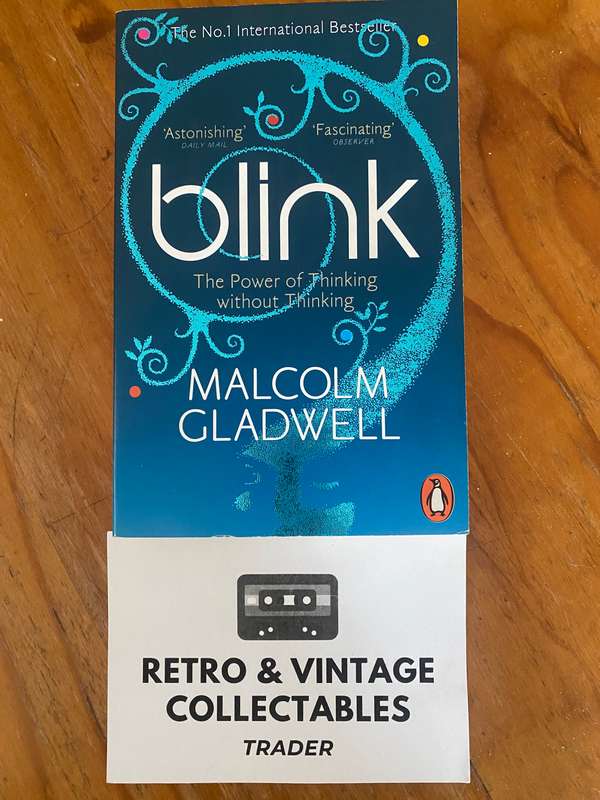 The No.1 International Bestseller
'Astonishing' 'Fascinating'
DAILY MAIL OBSERVER
blink
The Power of Thinking
without Thinking
MALCOLM
GLADWELL
RETRO & VINTAGE
COLLECTABLES
TRADER